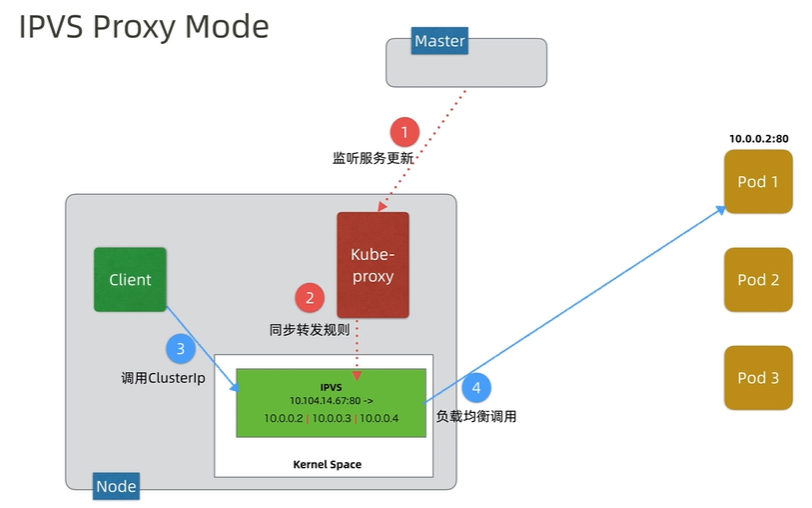 IPVS Proxy Mode
Master
1
监听服务更新
10.0.0.2:80
Pod 1
Kube-
proxy
Client
Pod 2
2
同步转发规则
3
调用ClusterIp
IPVS
10.104.14.67:80 ->
10.0.0.2 | 10.0.0.3 | 10.0.0.4
4
负载均衡调用
Pod 3
Kernel Space
Node